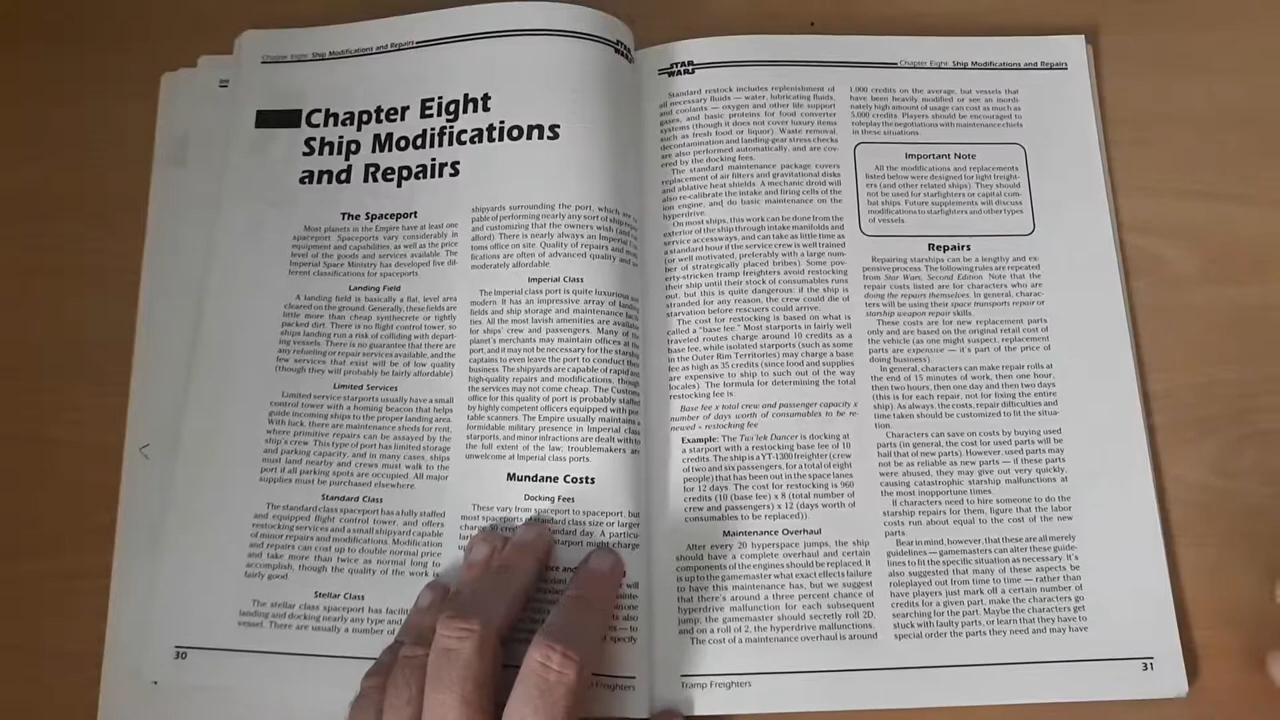 Chapter Eight: Ship Modifications and Repairs
STAR
WARS
Chapter Eight
Ship Modifications
and Repairs
The Spaceport
Most planets in the Empire have at least one
spaceport. Spaceports vary considerably in
equipment and capabilities, as well as the price
level of the goods and services available. The
Imperial Space Ministry has developed five dif-
ferent classifications for spaceports.
Landing Field
A landing field is basically a flat, level area
cleared on the ground. Generally, these fields are
little more than cheap synthecrete or tightly
packed dirt. There is no flight control tower, so
ships landing run a risk of colliding with depart-
ing vessels. There is no guarantee that there are
any refueling or repair services available, and the
few services that exist will be of low quality
(though they will probably be fairly affordable).
Limited Services
Limited service starports usually have a small
control tower with a homing beacon that helps
guide incoming ships to the proper landing area.
With luck, there are maintenance sheds for rent,
where primitive repairs can be assayed by the
ship's crew. This type of port has limited storage
and parking capacity, and in many cases, ships
must land nearby and crews must walk to the
port if all parking spots are occupied. All major
supplies must be purchased elsewhere.
Standard Class
The standard class spaceport has a fully staffed
and equipped flight control tower, and offers
restocking services and a small shipyard capable
of minor repairs and modifications. Modification
and repairs can cost up to double normal price
and take more than twice as normal long to
accomplish, though the quality of the work is
fairly good.
Stellar Class
The stellar class spaceport has facilit
landing and docking nearly any type and
vessel. There are usually a number of
shipyards surrounding the port, which are
pable of performing nearly any sort of ship repair
and customizing that the owners wish (and
afford). There is nearly always an Imperial
toms office on site. Quality of repairs and
fications are often of advanced quality and
moderately affordable.
Imperial Class
The Imperial class port is quite luxurious and
modern. It has an impressive array of landing
fields and ship storage and maintenance
ties. All the most lavish amenities are available
for ships' crew and passengers. Many of the
planet's merchants may maintain offices at the
port, and it may not be necessary for the starship
captains to even leave the port to conduct their
business. The shipyards are capable of rapid and
high-quality repairs and modifications, though
the services may not come cheap. The Customs
office for this quality of port is probably staffed
by highly competent officers equipped with
table scanners. The Empire usually maintains a
formidable military presence in Imperial class
starports, and minor infractions are dealt with to
the full extent of the law; troublemakers are
unwelcome at Imperial class ports.
Mundane Costs
Docking Fees
These vary from spaceport to spaceport, but
most spaceports of standard class size or larger
charge 50 standard day. A particu-
starport might charge
will
also
— to
specify
30
Freighters
STAR
WARS
Chapter Eight: Ship Modifications and Repairs
Standard restock includes replenishment of
all necessary fluids — water, lubricating fluids,
and coolants — oxygen and other life support
gases, and basic proteins for food converter
systems (though it does not cover luxury items
such as fresh food or liquor). Waste removal,
decontamination and landing-gear stress checks
are also performed automatically, and are cov-
ered by the docking fees.
The standard maintenance package covers
replacement of air filters and gravitational disks
and ablative heat shields. A mechanic droid will
also re-calibrate the intake and firing cells of the
ion engine, and do basic maintenance on the
hyperdrive.
On most ships, this work can be done from the
exterior of the ship through intake manifolds and
service accessways, and can take as little time as
a standard hour if the service crew is well trained
(or well motivated, preferably with a large num-
ber of strategically placed bribes). Some pov-
erty-stricken tramp freighters avoid restocking
their ship until their stock of consumables runs
out, but this is quite dangerous: if the ship is
stranded for any reason, the crew could die of
starvation before rescuers could arrive.
The cost for restocking is based on what is
called a "base fee." Most starports in fairly well
traveled routes charge around 10 credits as a
base fee, while isolated starports (such as some
in the Outer Rim Territories) may charge a base
fee as high as 35 credits (since food and supplies
are expensive to ship to such out of the way
locales). The formula for determining the total
restocking fee is:
Base fee x total crew and passenger capacity x
number of days worth of consumables to be re-
newed = restocking fee
Example: The Twi'lek Dancer is docking at
a starport with a restocking base fee of 10
credits. The ship is a YT-1300 freighter (crew
of two and six passengers, for a total of eight
people) that has been out in the space lanes
for 12 days. The cost for restocking is 960
credits (10 (base fee) x 8 (total number of
crew and passengers) x 12 (days worth of
consumables to be replaced)).
Maintenance Overhaul
After every 20 hyperspace jumps, the ship
should have a complete overhaul and certain
components of the engines should be replaced. It
is up to the gamemaster what exact effects failure
to have this maintenance has, but we suggest
that there's around a three percent chance of
hyperdrive malfunction for each subsequent
jump; the gamemaster should secretly roll 2D,
and on a roll of 2, the hyperdrive malfunctions.
The cost of a maintenance overhaul is around
1,000 credits on the average, but vessels that
have been heavily modified or see an inordi-
nately high amount of usage can cost as much as
5,000 credits. Players should be encouraged to
roleplay the negotiations with maintenance chiefs
in these situations.
Important Note
All the modifications and replacements
listed below were designed for light freight-
ers (and other related ships). They should
not be used for starfighters or capital com-
bat ships. Future supplements will discuss
modifications to starfighters and other types
of vessels.
Repairs
Repairing starships can be a lengthy and ex-
pensive process. The following rules are repeated
from Star Wars, Second Edition. Note that the
repair costs listed are for characters who are
doing the repairs themselves. In general, charac-
ters will be using their space transports repair or
starship weapon repair skills.
These costs are for new replacement parts
only and are based on the original retail cost of
the vehicle (as one might suspect, replacement
parts are expensive — it's part of the price of
doing business).
In general, characters can make repair rolls at
the end of 15 minutes of work, then one hour,
then two hours, then one day and then two days
(this is for each repair, not for fixing the entire
ship). As always, the costs, repair difficulties and
time taken should be customized to fit the situa-
tion.
Characters can save on costs by buying used
parts (in general, the cost for used parts will be
half that of new parts). However, used parts may
not be as reliable as new parts — if these parts
were abused, they may give out very quickly,
causing catastrophic starship malfunctions at
the most inopportune times.
If characters need to hire someone to do the
starship repairs for them, figure that the labor
costs run about equal to the cost of the new
parts.
Bear in mind, however, that these are all merely
guidelines — gamemasters can alter these guide-
lines to fit the specific situation as necessary. It's
also suggested that many of these aspects be
roleplayed out from time to time — rather than
have players just mark off a certain number of
credits for a given part, make the characters go
searching for the part. Maybe the characters get
stuck with faulty parts, or learn that they have to
special order the parts they need and may have
Tramp Freighters
31